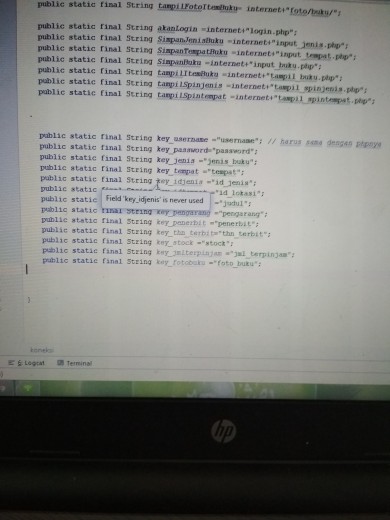 public static final String tampilFotoItemBuku= internet+"foto/buku/";
public static final String akanLogin =internet+"login.php";
public static final String SimpanJenisBuku =internet+"input_jenis.php";
public static final String SimpanTempatBuku =internet+"input_tempat.php";
public static final String SimpanBuku =internet+"input_buku.php";
public static final String tampilItemBuku =internet+"tampil_buku.php";
public static final String tampilSpinjenis =internet+"tampil_spinjenis.php";
public static final String tampilSpintempat =internet+"tampil_spintempat.php";
public static final String key_username ="username"; // harus sama dengan phpnya
public static final String key_password="password";
public static final String key_jenis ="jenis_buku";
public static final String key_tempat ="tempat";
public static final String key_idjenis ="id_jenis";
public static final String ="id_lokasi";
public static ="judul";
Field 'key_idjenis' is never used
public static final String key_pengarang ="pengarang";
public static final String key_penerbit ="penerbit";
public static final String key_thn_terbit="thn_terbit";
public static final String key_stock ="stock";
public static final String key_jmlterpinjam ="jml_terpinjam";
public static final String key_fotobuku ="foto_buku";
}
koneksi
6: Logcat Terminal
hp